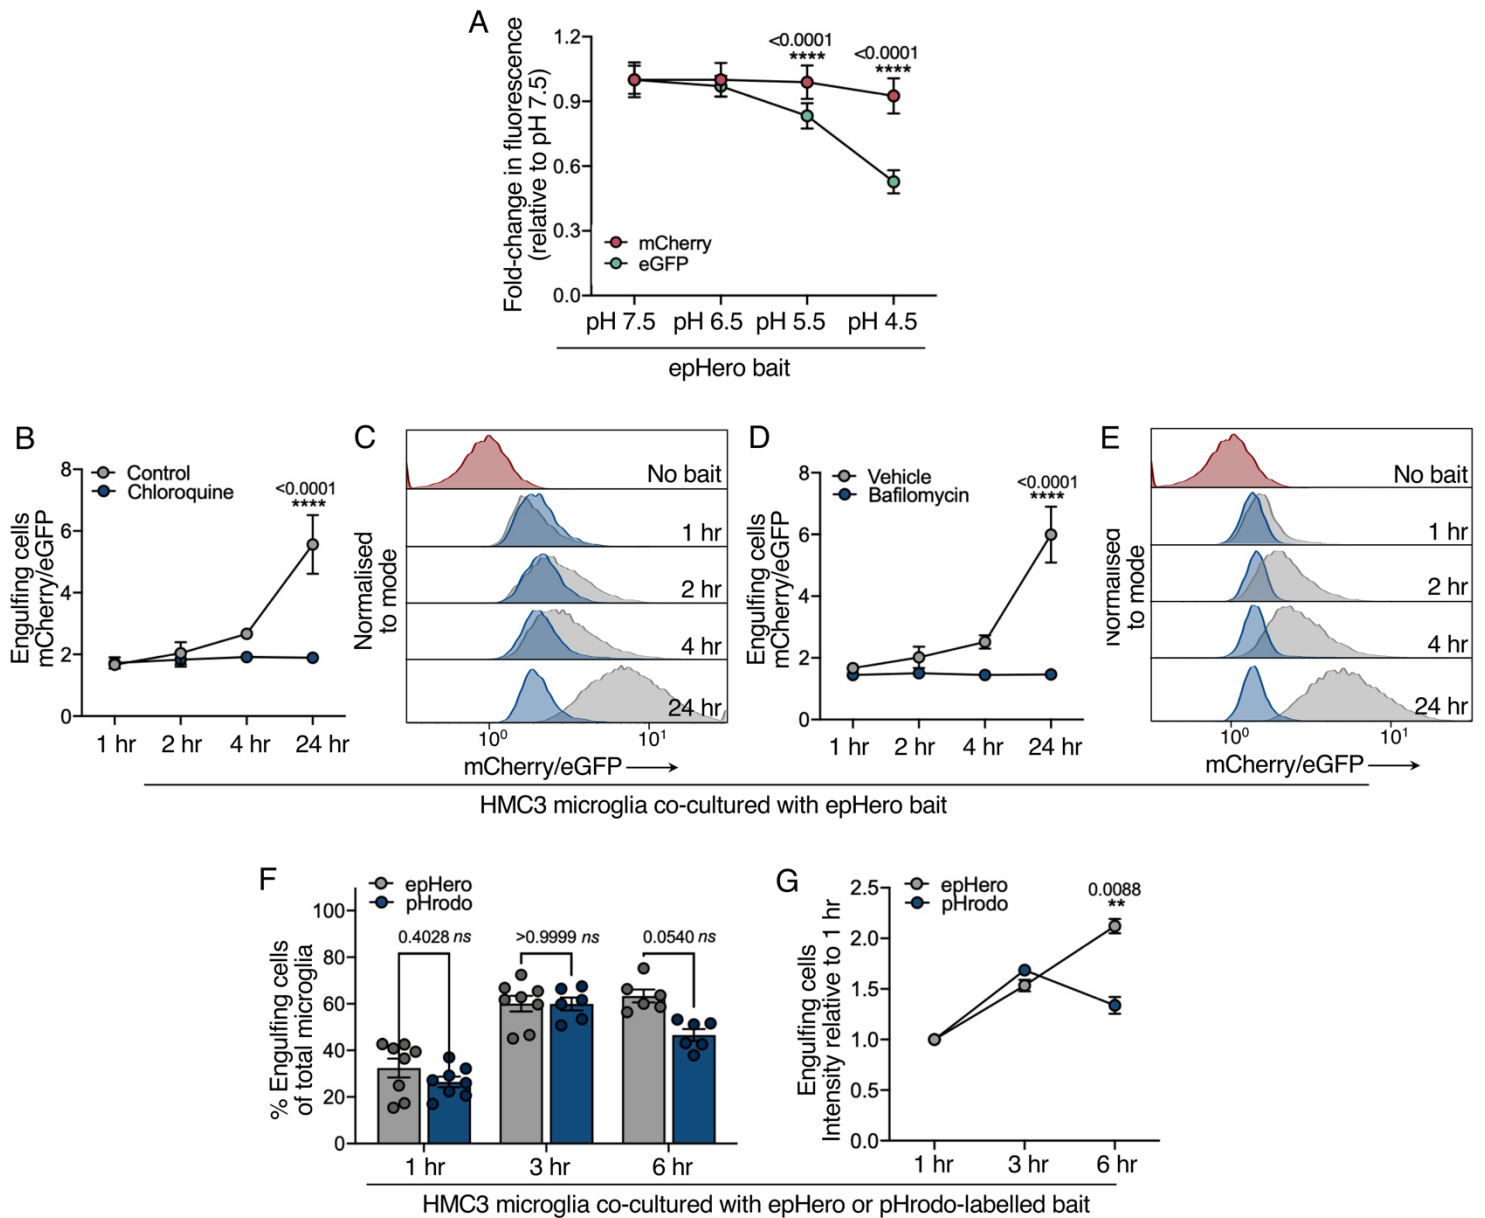 A
Fold-change in fluorescence
(relative to pH 7.5)
1.2
0.9
0.6
0.3
0.0
<0.0001
****
<0.0001
****
mCherry
eGFP
pH 7.5 pH 6.5 pH 5.5 pH 4.5
epHero bait
B
Engulfing cells
mCherry/eGFP
8
6
4
2
0
Control
Chloroquine
<0.0001
****
1 hr 2 hr 4 hr 24 hr
C
Normalised
to mode
No bait
1 hr
2 hr
4 hr
24 hr
10⁰ 10¹
mCherry/eGFP
D
Engulfing cells
mCherry/eGFP
8
6
4
2
0
Vehicle
Bafilomycin
<0.0001
****
1 hr 2 hr 4 hr 24 hr
E
Normalised
to mode
No bait
1 hr
2 hr
4 hr
24 hr
10⁰ 10¹
mCherry/eGFP
HMC3 microglia co-cultured with epHero bait
F
% Engulfing cells
of total microglia
100
80
60
40
20
0
epHero
pHrodo
0.4028 ns >0.9999 ns 0.0540 ns
1 hr 3 hr 6 hr
G
Engulfing cells
Intensity relative to 1 hr
2.5
2.0
1.5
1.0
0.5
0.0
epHero
pHrodo
0.0088
**
1 hr 3 hr 6 hr
HMC3 microglia co-cultured with epHero or pHrodo-labelled bait